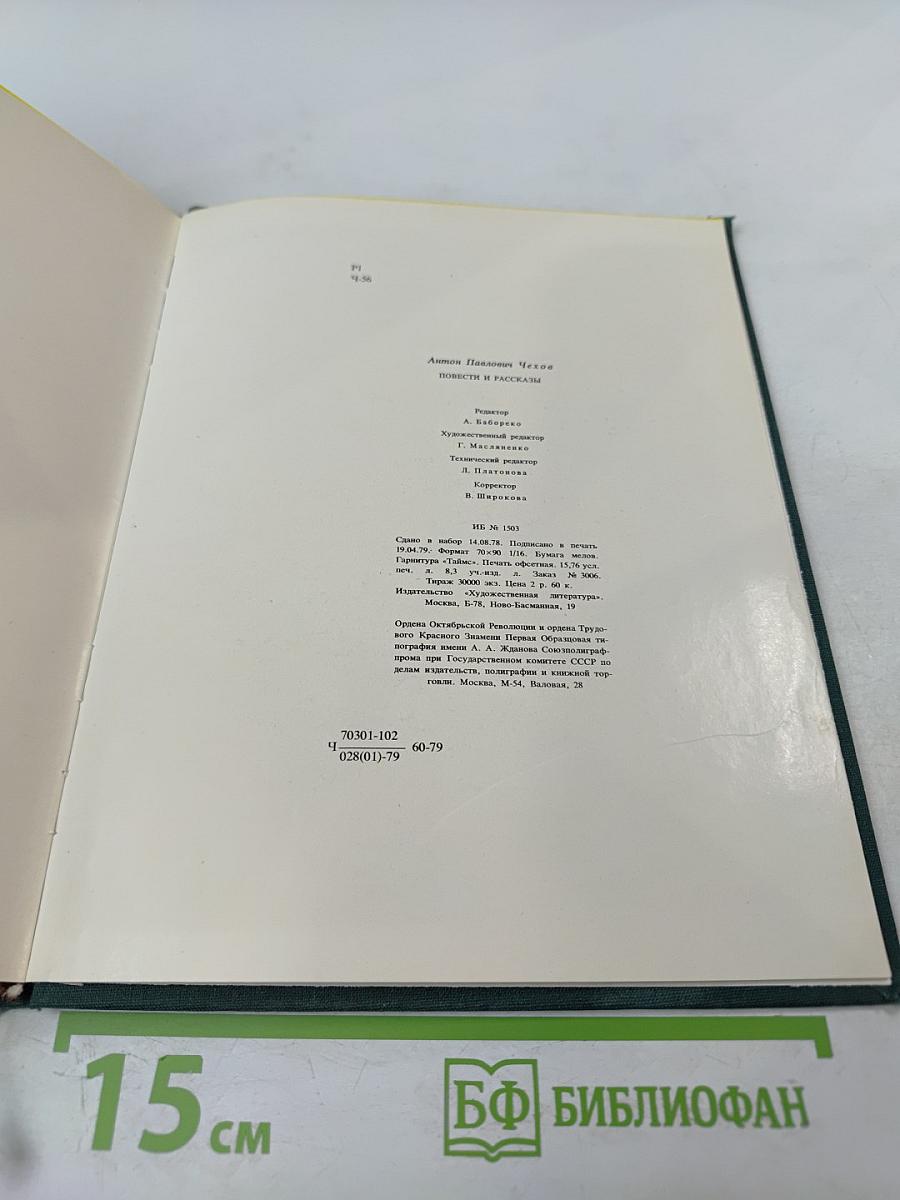 Р1
Ч-56
Антон Павлович Чехов
ПОВЕСТИ И РАССКАЗЫ
Редактор
А. Бабореко
Художественный редактор
Г. Масляненко
Технический редактор
Л. Платонова
Корректор
В. Широкова
ИБ № 1503
Сдано в набор 14.08.78. Подписано в печать
19.04.79. Формат 70×90 1/16. Бумага мелов.
Гарнитура «Таймс». Печать офсетная. 15,76 усл.
печ. л. 8,3 уч.-изд. л. Заказ № 3006.
Тираж 30000 экз. Цена 2 р. 60 к.
Издательство «Художественная литература».
Москва, Б-78, Ново-Басманная, 19
Ордена Октябрьской Революции и ордена Трудо-
вого Красного Знамени Первая Образцовая ти-
пография имени А. А. Жданова Союзполиграф-
прома при Государственном комитете СССР по
делам издательств, полиграфии и книжной тор-
говли. Москва, М-54, Валовая, 28
70301-102
Ч 60-79
028(01)-79
15 см
БФ БИБЛИОФАН